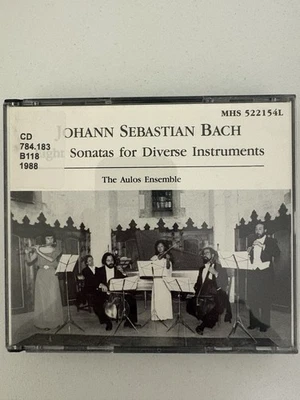 MHS 522154L
CD
784.183
B118
1988
JOHANN SEBASTIAN BACH
Sonatas for Diverse Instruments
The Aulos Ensemble